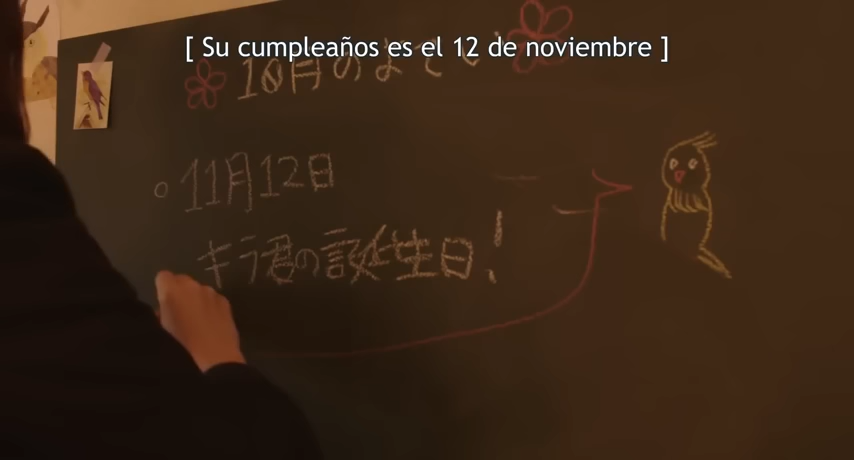 [ Su cumpleaños es el 12 de noviembre ]
10月のよてい
○11月12日
キラ君の誕生日!